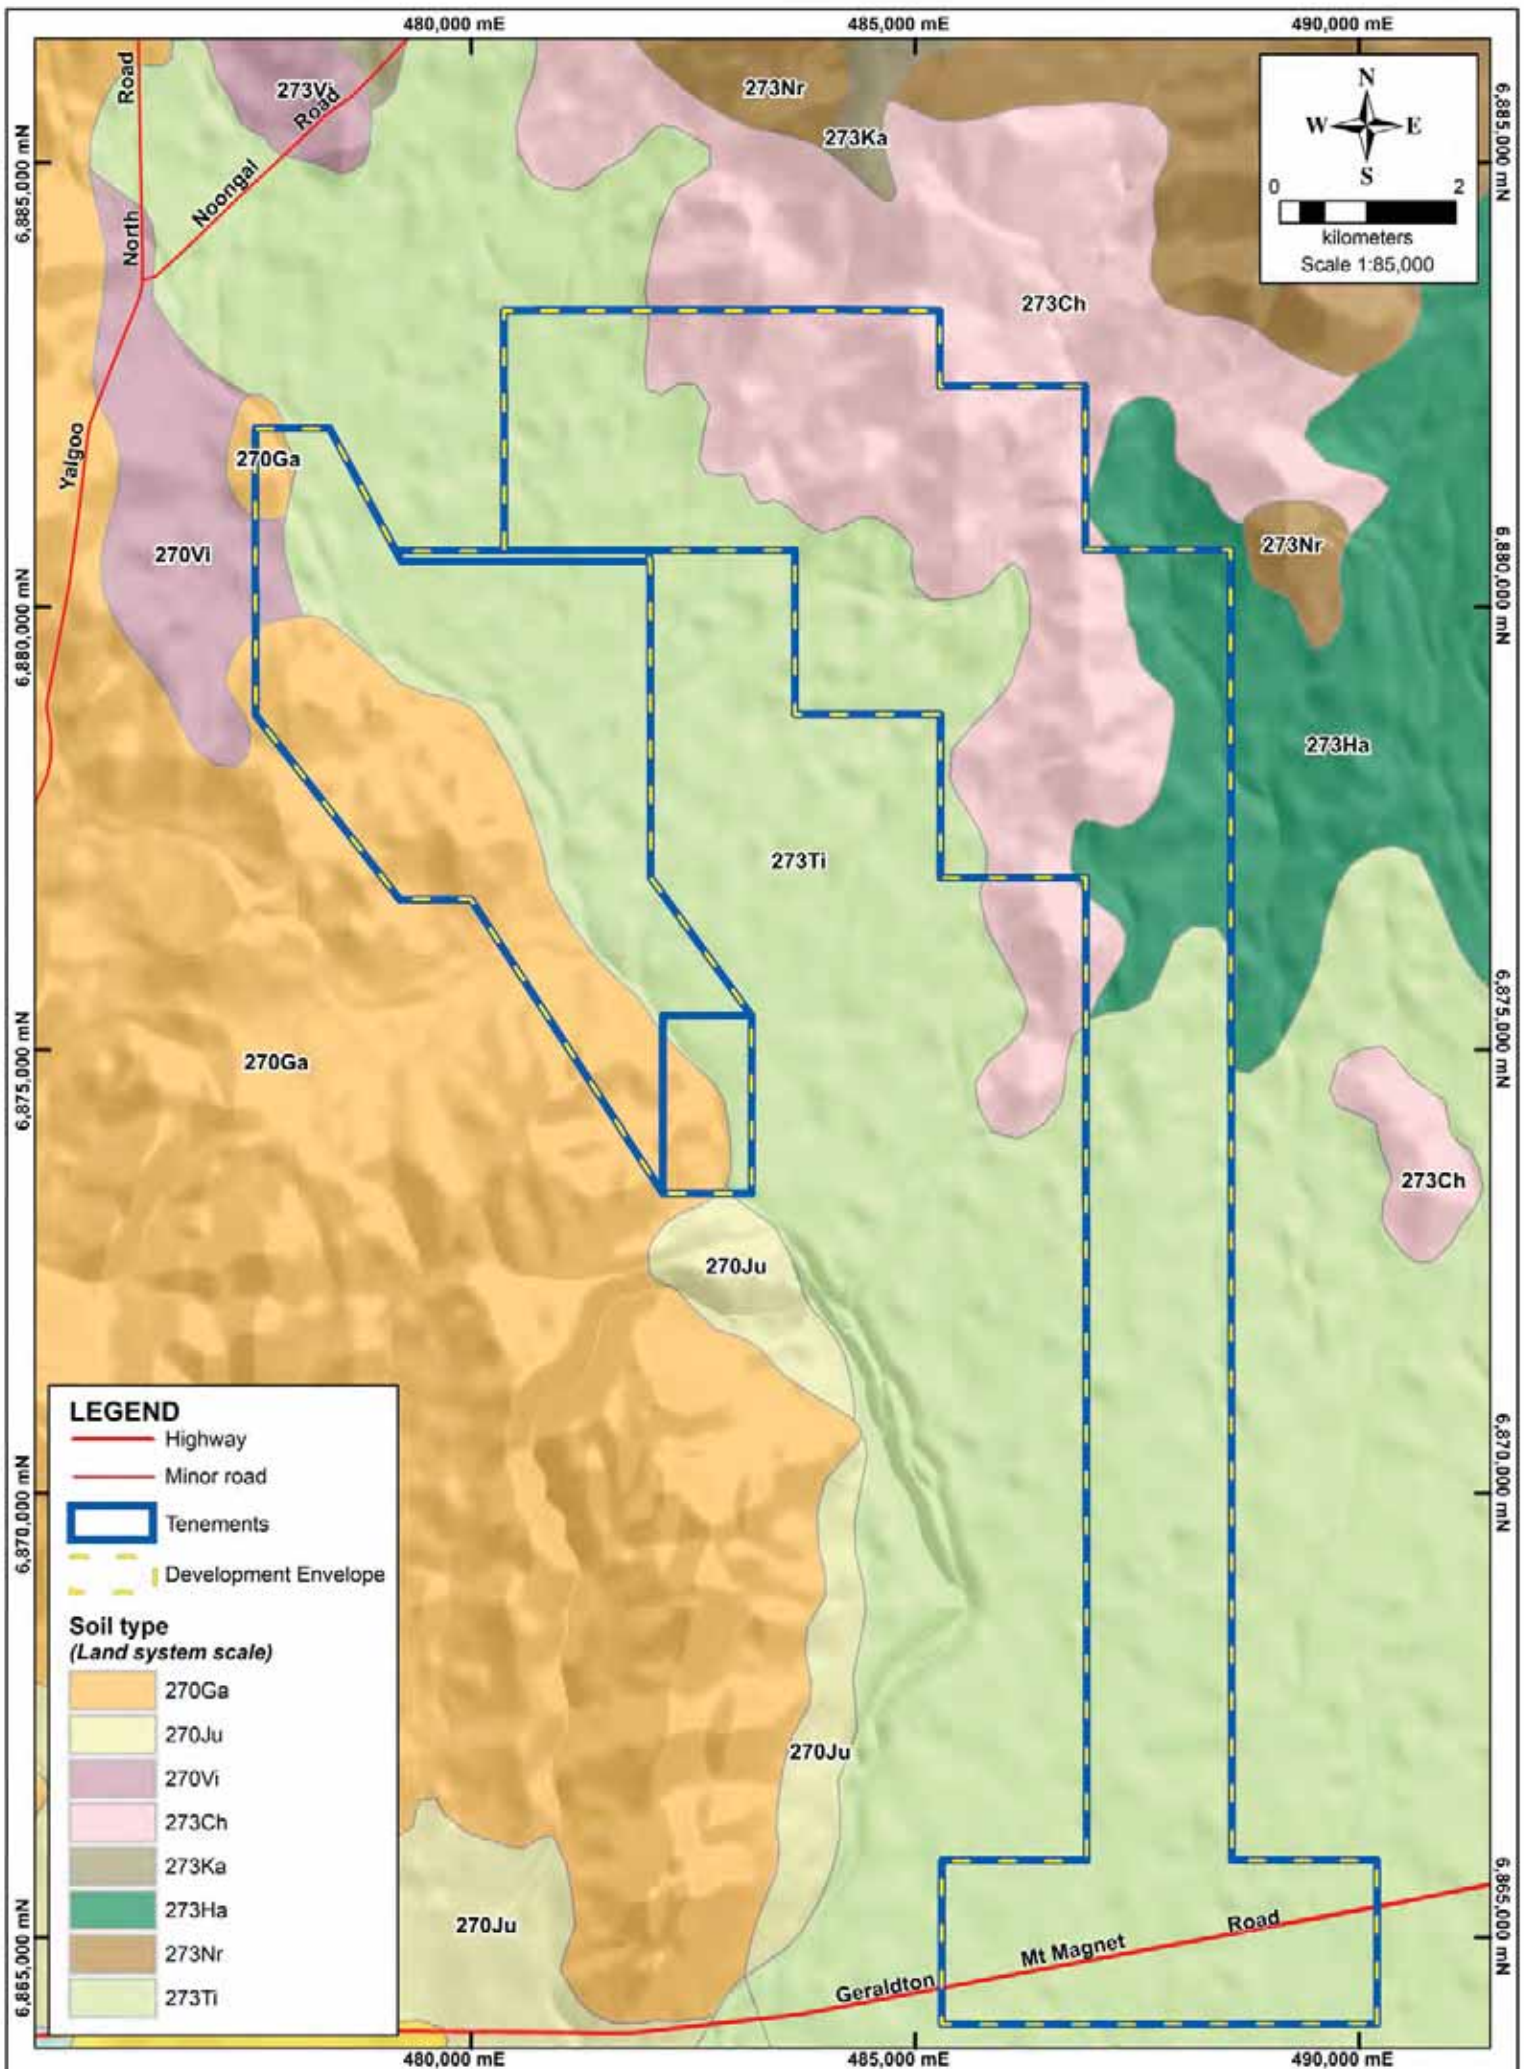 480,000 mE
485,000 mE
490,000 mE
Road
273Vi
Road
Noongal
North
Yalgoo
273Nr
273Ka
N
W
E
S
0
2
kilometers
Scale 1:85,000
6,885,000 mN
6,885,000 mN
273Ch
270Ga
270Vi
273Nr
6,880,000 mN
6,880,000 mN
273Ha
273Ti
6,875,000 mN
6,875,000 mN
270Ga
273Ch
270Ju
LEGEND
Highway
Minor road
Tenements
Development Envelope
Soil type
(Land system scale)
270Ga
270Ju
270Vi
273Ch
273Ka
273Ha
273Nr
273Ti
6,870,000 mN
6,870,000 mN
270Ju
270Ju
6,865,000 mN
6,865,000 mN
Geraldton
Mt Magnet
Road
480,000 mE
485,000 mE
490,000 mE